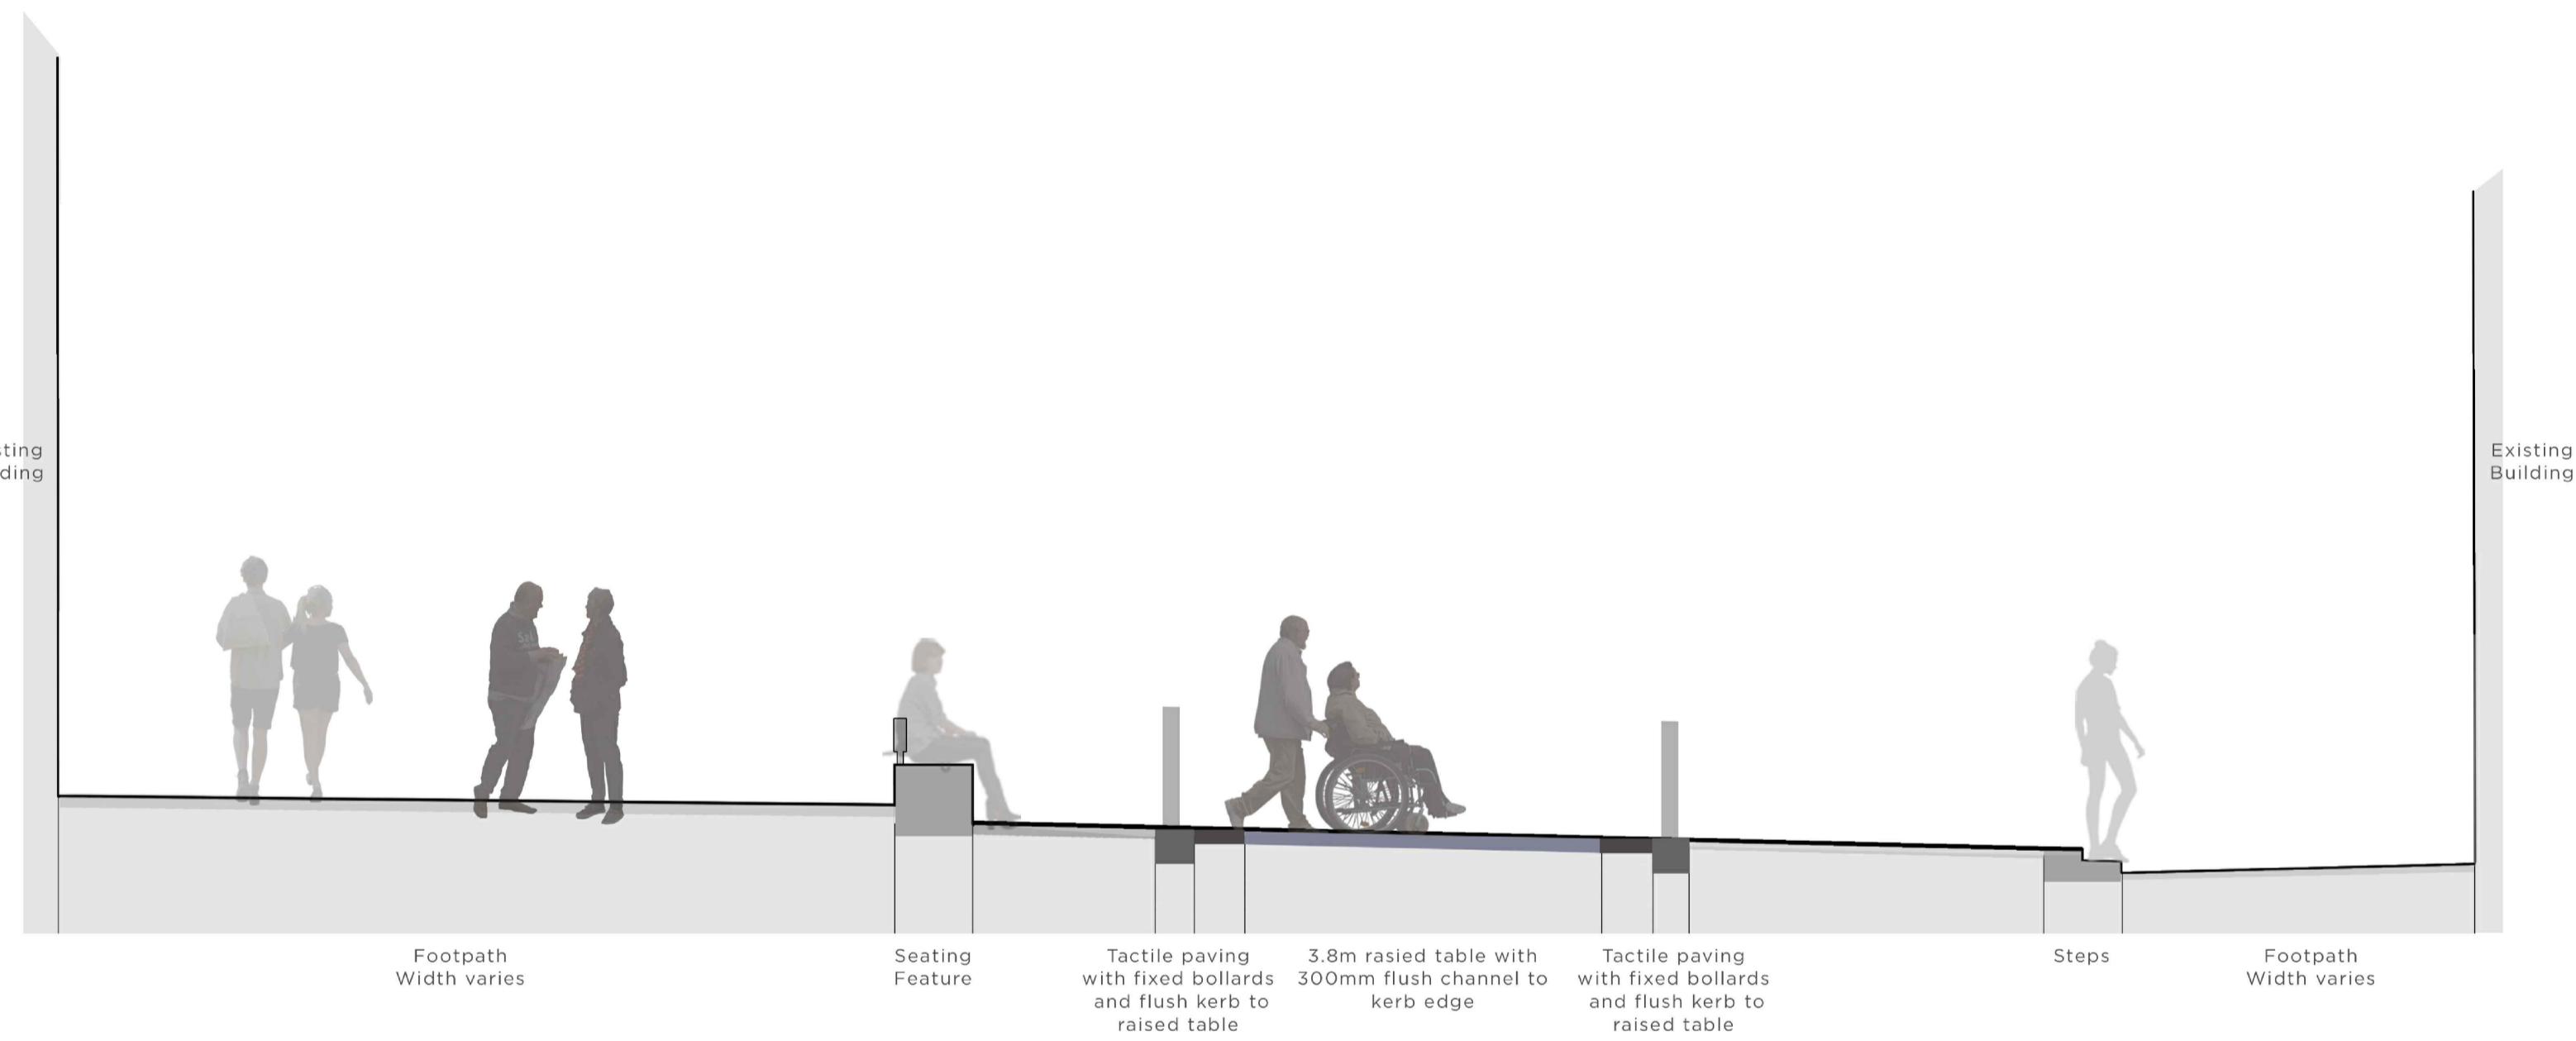 sting
ding
Existing
Building
Sal
Footpath
Width varies
Seating
Feature
Tactile paving
with fixed bollards
and flush kerb to
raised table
3.8m rasied table with
300mm flush channel to
kerb edge
Tactile paving
with fixed bollards
and flush kerb to
raised table
Steps
Footpath
Width varies